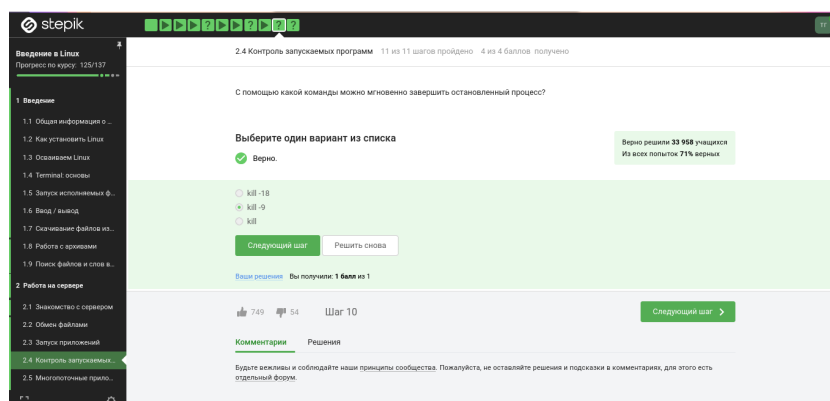 stepik
тг
Введение в Linux
Прогресс по курсу: 125/137
1 Введение
1.1 Общая информация о ...
1.2 Как установить Linux
1.3 Осваиваем Linux
1.4 Terminal: основы
1.5 Запуск исполняемых ф...
1.6 Ввод / вывод
1.7 Скачивание файлов из...
1.8 Работа с архивами
1.9 Поиск файлов и слов в...
2 Работа на сервере
2.1 Знакомство с сервером
2.2 Обмен файлами
2.3 Запуск приложений
2.4 Контроль запускаемых...
2.5 Многопоточные прило...
2.4 Контроль запускаемых программ 11 из 11 шагов пройдено 4 из 4 баллов получено
С помощью какой команды можно мгновенно завершить остановленный процесс?
Выберите один вариант из списка
Верно.
Верно решили 33 958 учащихся
Из всех попыток 71% верных
kill -18
kill -9
kill
Следующий шаг
Решить снова
Ваши решения Вы получили: 1 балл из 1
749 54 Шаг 10
Следующий шаг
Комментарии Решения
Будьте вежливы и соблюдайте наши принципы сообщества. Пожалуйста, не оставляйте решения и подсказки в комментариях, для этого есть
отдельный форум.